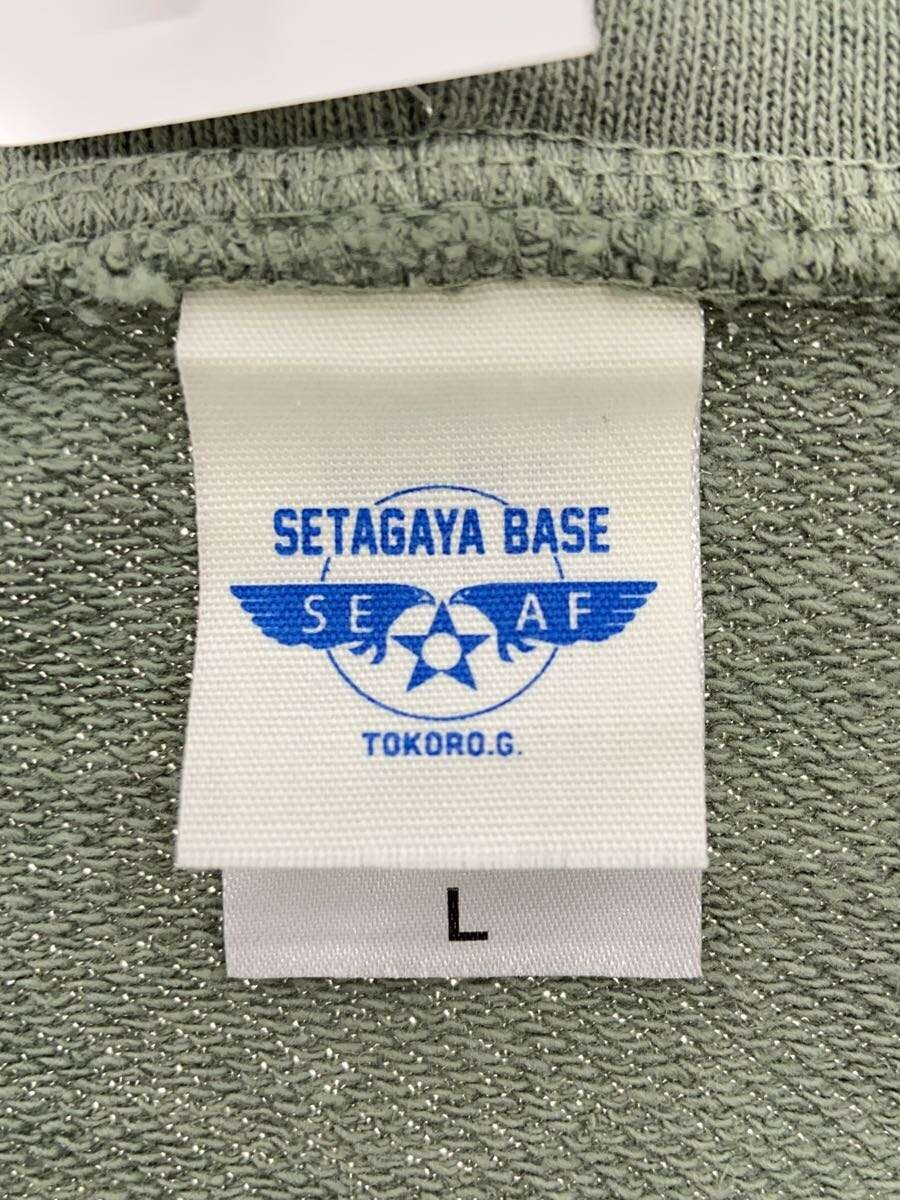 SETAGAYA BASE
SE AF
TOKORO.G.
L